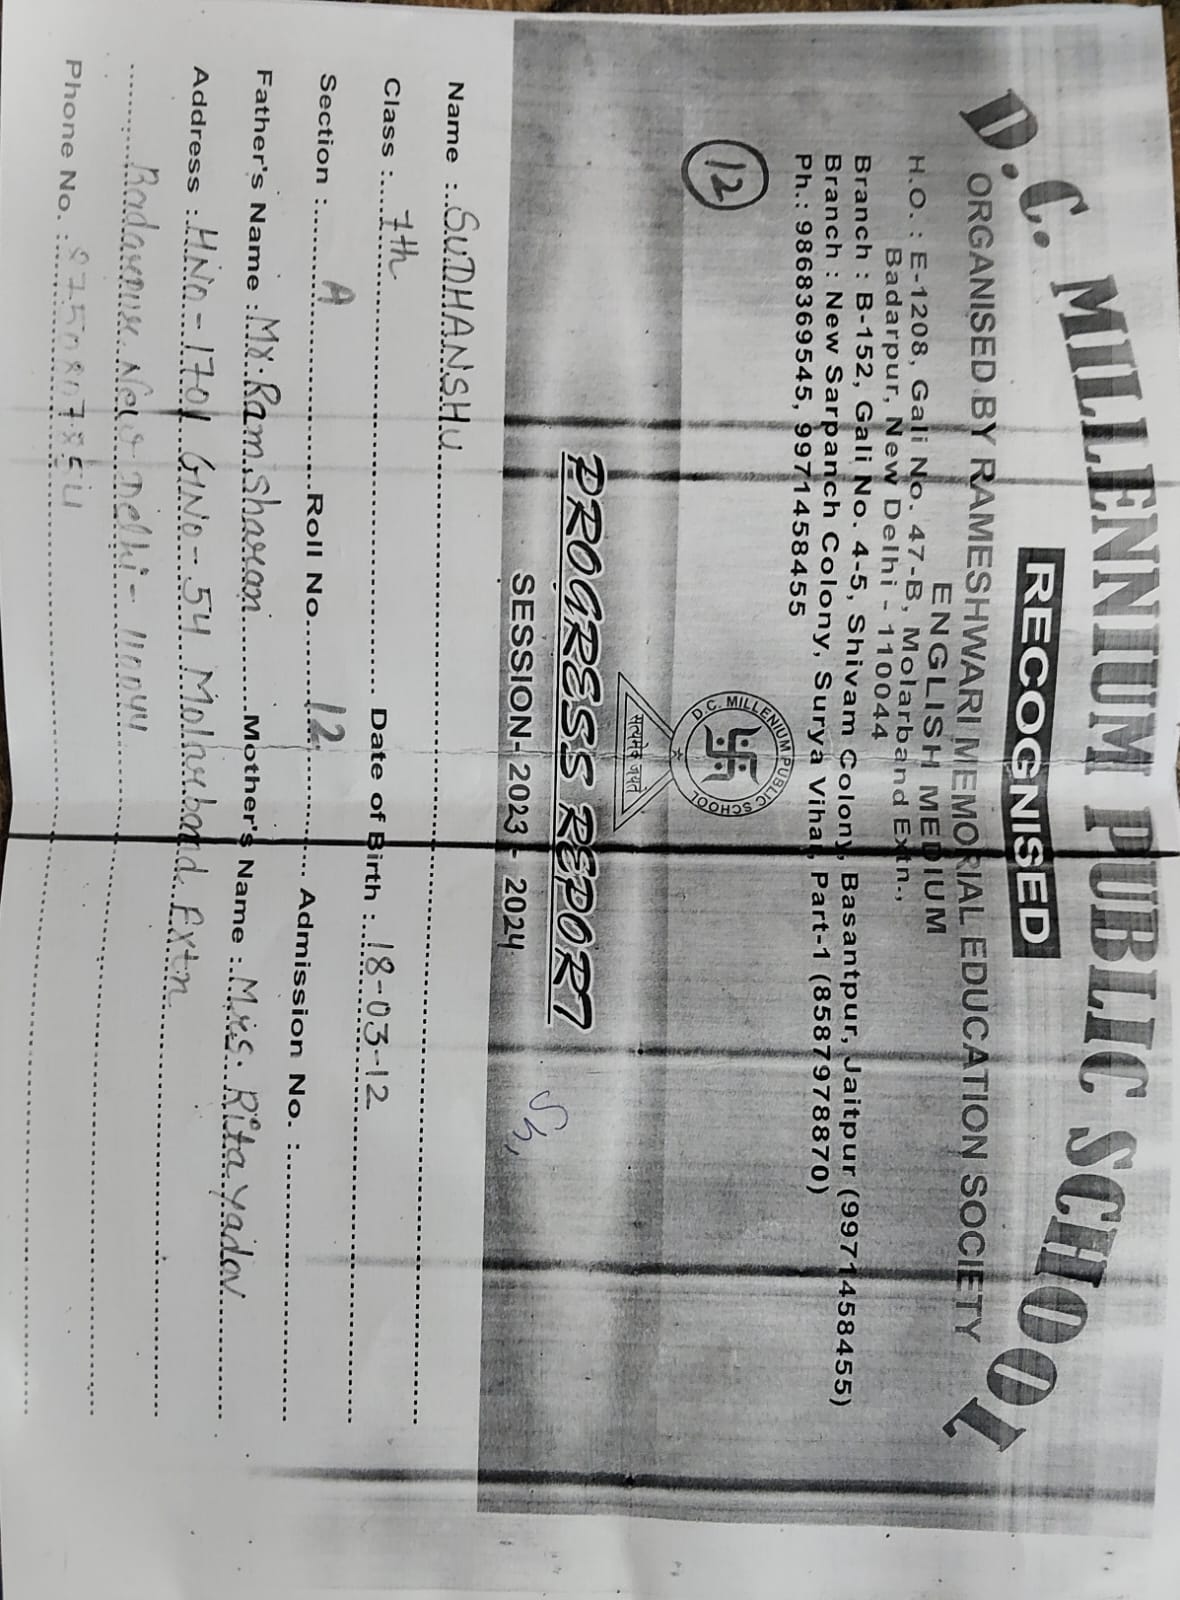 D.C. MILLENNIUM PUBLIC SCHOOL
RECOGNISED
ORGANISED BY RAMESHWARI MEMORIAL EDUCATION SOCIETY
ENGLISH MEDIUM
H.O. : E-1208, Gali No. 47-B, Molarband Extn.,
Badarpur, New Delhi - 110044
Branch : B-152, Gali No. 4-5, Shivam Colony, Basantpur, Jaitpur (9971458455)
Branch : New Sarpanch Colony, Surya Vihar, Part-1 (8587978870)
Ph.: 9868369545, 9971458455
12
D.C. MILLENIUM PUBLIC SCHOOL
सत्यमेव जयते
PROGRESS REPORT
SESSION-2023 - 2024
Name : SUDHANSHU
Class : 7th Date of Birth : 18-03-12
Section : A Roll No. 12 Admission No. :
Father's Name : Mr. Ram Sharan Mother's Name : Mrs. Rita Yadav
Address : HNo - 1701 GNo - 54 Molarband Extn
Badarpur New Delhi - 110044
Phone No. :